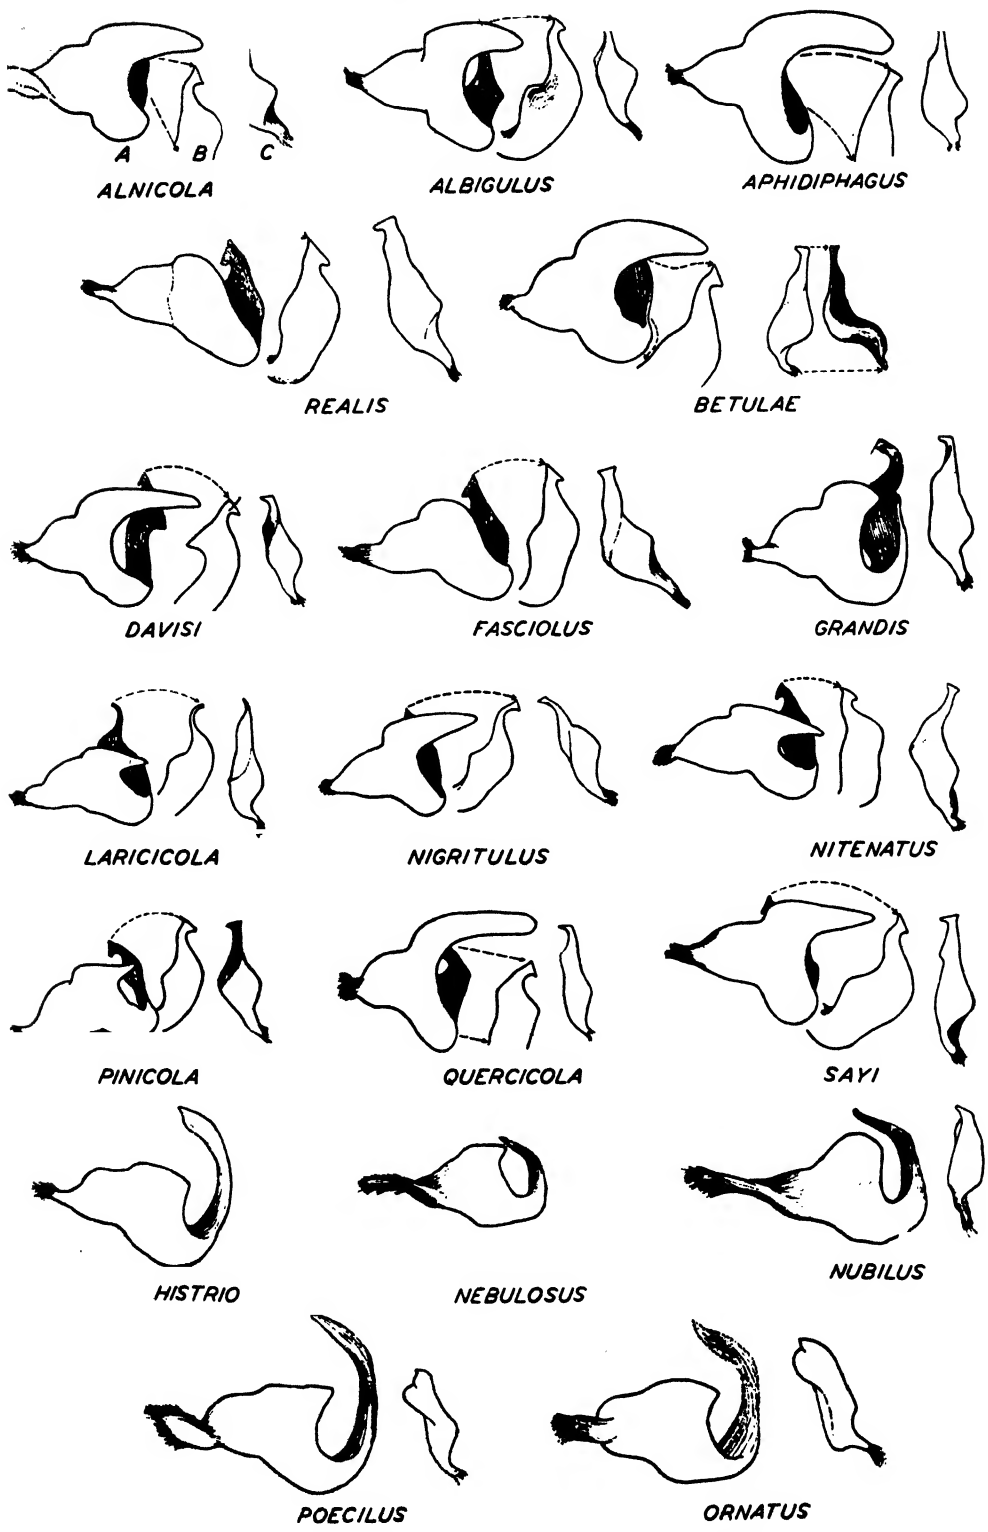 A B C
ALNICOLA
ALBIGULUS
APHIDIPHAGUS
REALIS
BETULAE
DAVISI
FASCIOLUS
GRANDIS
LARICICOLA
NIGRITULUS
NITENATUS
PINICOLA
QUERCICOLA
SAYI
HISTRIO
NEBULOSUS
NUBILUS
POECILUS
ORNATUS